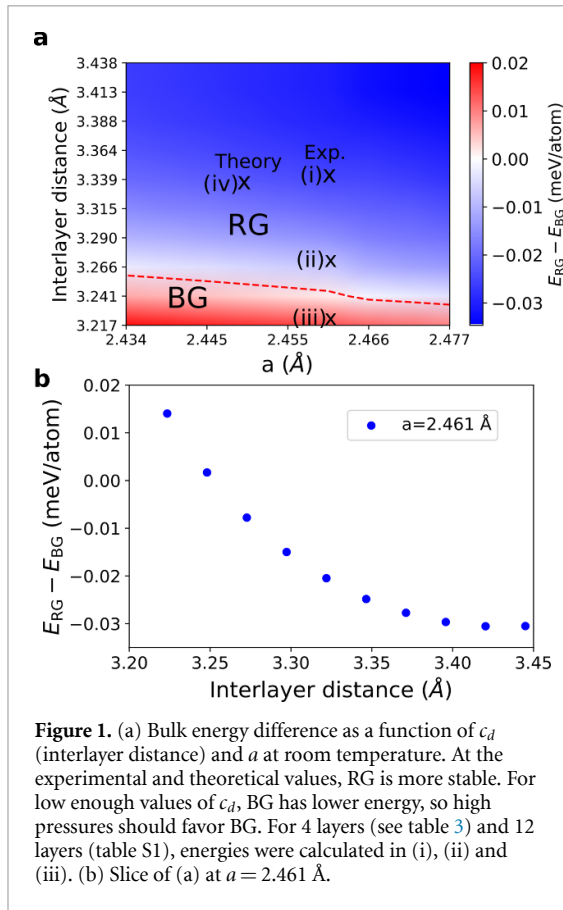 a
3.438
3.413
3.388
3.364
3.339
3.315
3.290
3.266
3.241
3.217
Interlayer distance (Å)
Theory
(iv)x
Exp.
(i)x
RG
(ii)x
BG
(iii)x
2.434 2.445 2.455 2.466 2.477
a (Å)
0.02
0.01
0.00
−0.01
−0.02
−0.03
E_RG − E_BG (meV/atom)
b
0.02
0.01
0.00
−0.01
−0.02
−0.03
E_RG − E_BG (meV/atom)
a=2.461 Å
3.20 3.25 3.30 3.35 3.40 3.45
Interlayer distance (Å)
Figure 1. (a) Bulk energy difference as a function of c_d
(interlayer distance) and a at room temperature. At the
experimental and theoretical values, RG is more stable. For
low enough values of c_d, BG has lower energy, so high
pressures should favor BG. For 4 layers (see table 3) and 12
layers (table S1), energies were calculated in (i), (ii) and
(iii). (b) Slice of (a) at a = 2.461 Å.